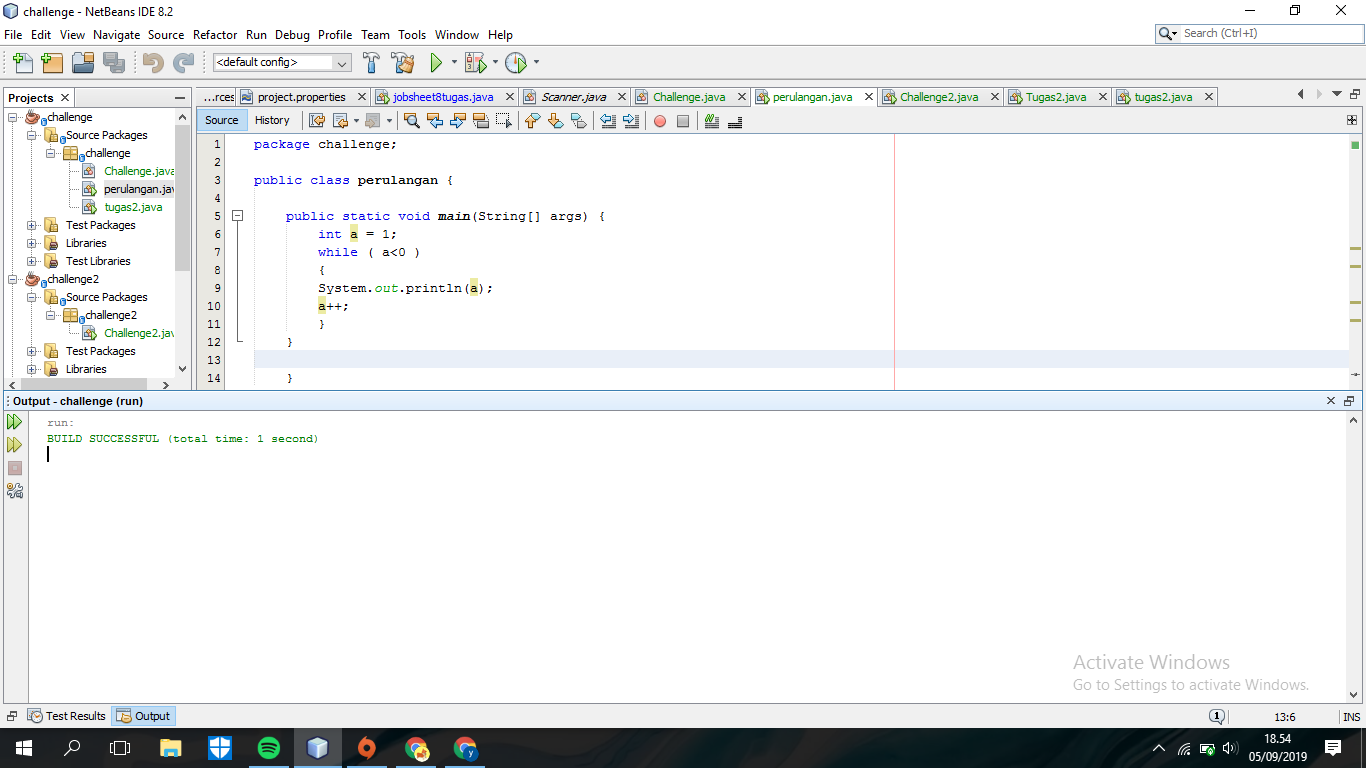 challenge - NetBeans IDE 8.2
File Edit View Navigate Source Refactor Run Debug Profile Team Tools Window Help
Search (Ctrl+I)
<default config>
Projects
...rces project.properties jobsheet8tugas.java Scanner.java Challenge.java perulangan.java Challenge2.java Tugas2.java tugas2.java
Source History
challenge
Source Packages
challenge
Challenge.java
perulangan.jav
tugas2.java
Test Packages
Libraries
Test Libraries
challenge2
Source Packages
challenge2
Challenge2.jav
Test Packages
Libraries
1 package challenge;
2
3 public class perulangan {
4
5 public static void main(String[] args) {
6 int a = 1;
7 while ( a<0 )
8 {
9 System.out.println(a);
10 a++;
11 }
12 }
13
14 }
Output - challenge (run)
run:
BUILD SUCCESSFUL (total time: 1 second)
Activate Windows
Go to Settings to activate Windows.
Test Results Output
1 13:6 INS
18.54
05/09/2019